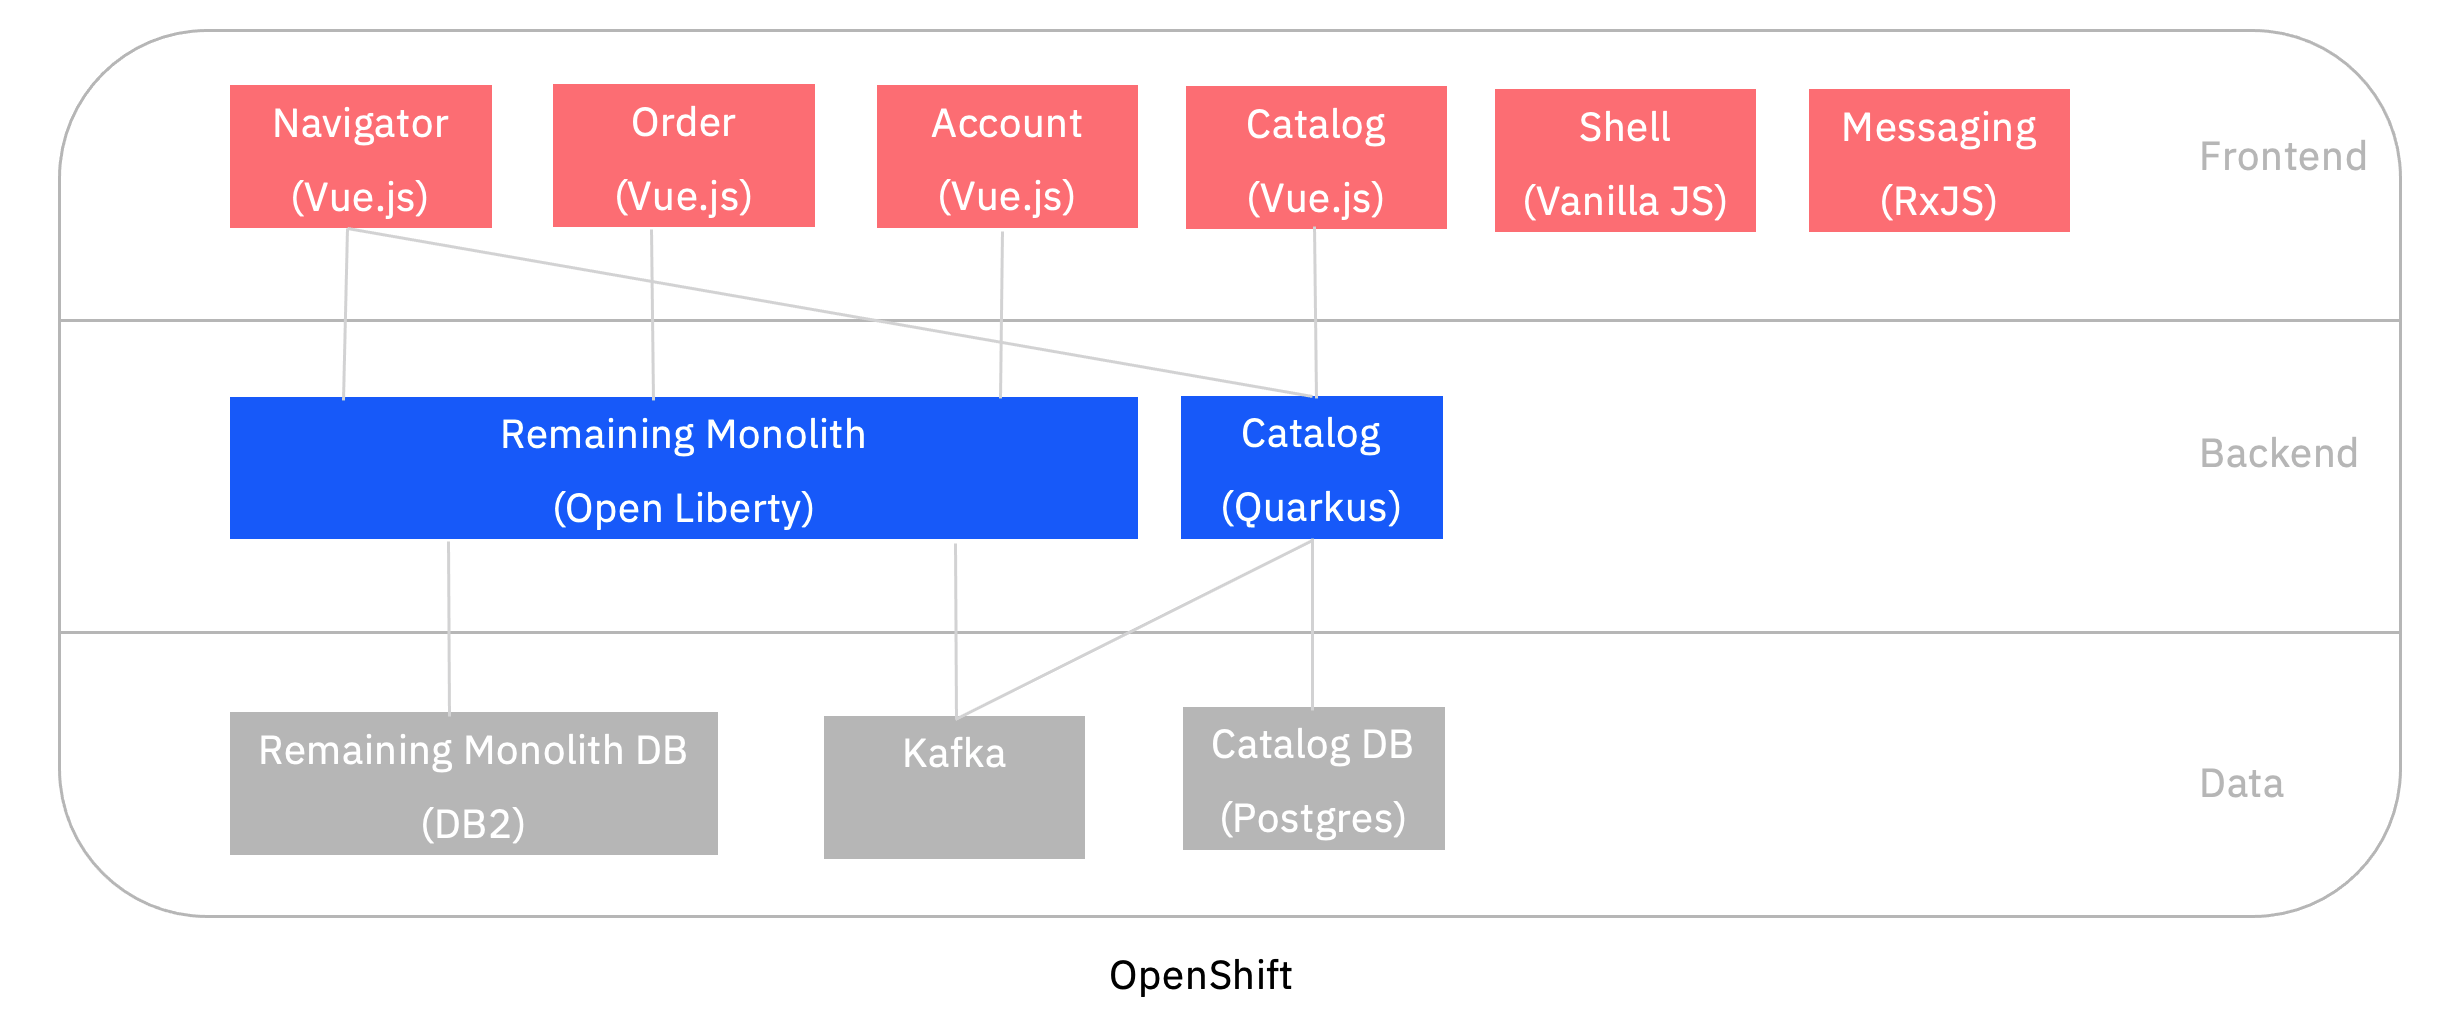 Navigator
(Vue.js)
Order
(Vue.js)
Account
(Vue.js)
Catalog
(Vue.js)
Shell
(Vanilla JS)
Messaging
(RxJS)
Frontend
Remaining Monolith
(Open Liberty)
Catalog
(Quarkus)
Backend
Remaining Monolith DB
(DB2)
Kafka
Catalog DB
(Postgres)
Data
OpenShift